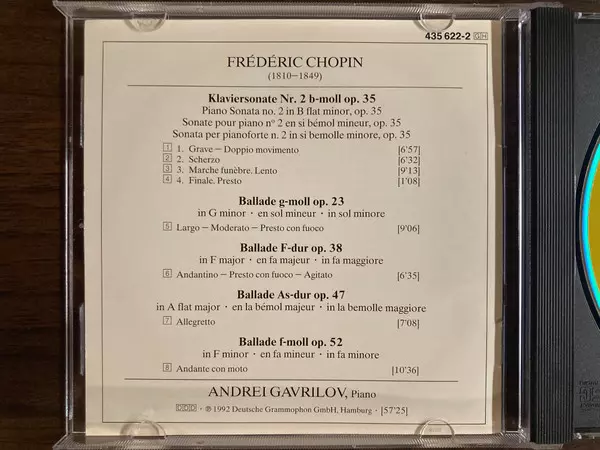 435 622-2 GH
FRÉDÉRIC CHOPIN
(1810–1849)
Klaviersonate Nr. 2 b-moll op. 35
Piano Sonata no. 2 in B flat minor, op. 35
Sonate pour piano nº 2 en si bémol mineur, op. 35
Sonata per pianoforte n. 2 in si bemolle minore, op. 35
1 1. Grave – Doppio movimento [6'57]
2 2. Scherzo [6'32]
3 3. Marche funèbre. Lento [9'13]
4 4. Finale. Presto [1'08]
Ballade g-moll op. 23
in G minor · en sol mineur · in sol minore
5 Largo – Moderato – Presto con fuoco [9'06]
Ballade F-dur op. 38
in F major · en fa majeur · in fa maggiore
6 Andantino – Presto con fuoco – Agitato [6'35]
Ballade As-dur op. 47
in A flat major · en la bémol majeur · in la bemolle maggiore
7 Allegretto [7'08]
Ballade f-moll op. 52
in F minor · en fa mineur · in fa minore
8 Andante con moto [10'36]
ANDREI GAVRILOV, Piano
DDD · ℗ 1992 Deutsche Grammophon GmbH, Hamburg · [57'25]